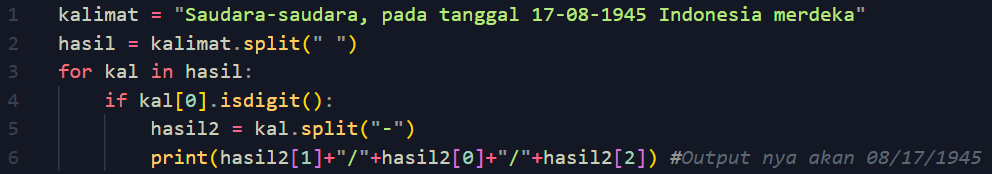 1 kalimat = "Saudara-saudara, pada tanggal 17-08-1945 Indonesia merdeka"
2 hasil = kalimat.split(" ")
3 for kal in hasil:
4     if kal[0].isdigit():
5         hasil2 = kal.split("-")
6         print(hasil2[1]+"/"+hasil2[0]+"/"+hasil2[2]) #Output nya akan 08/17/1945